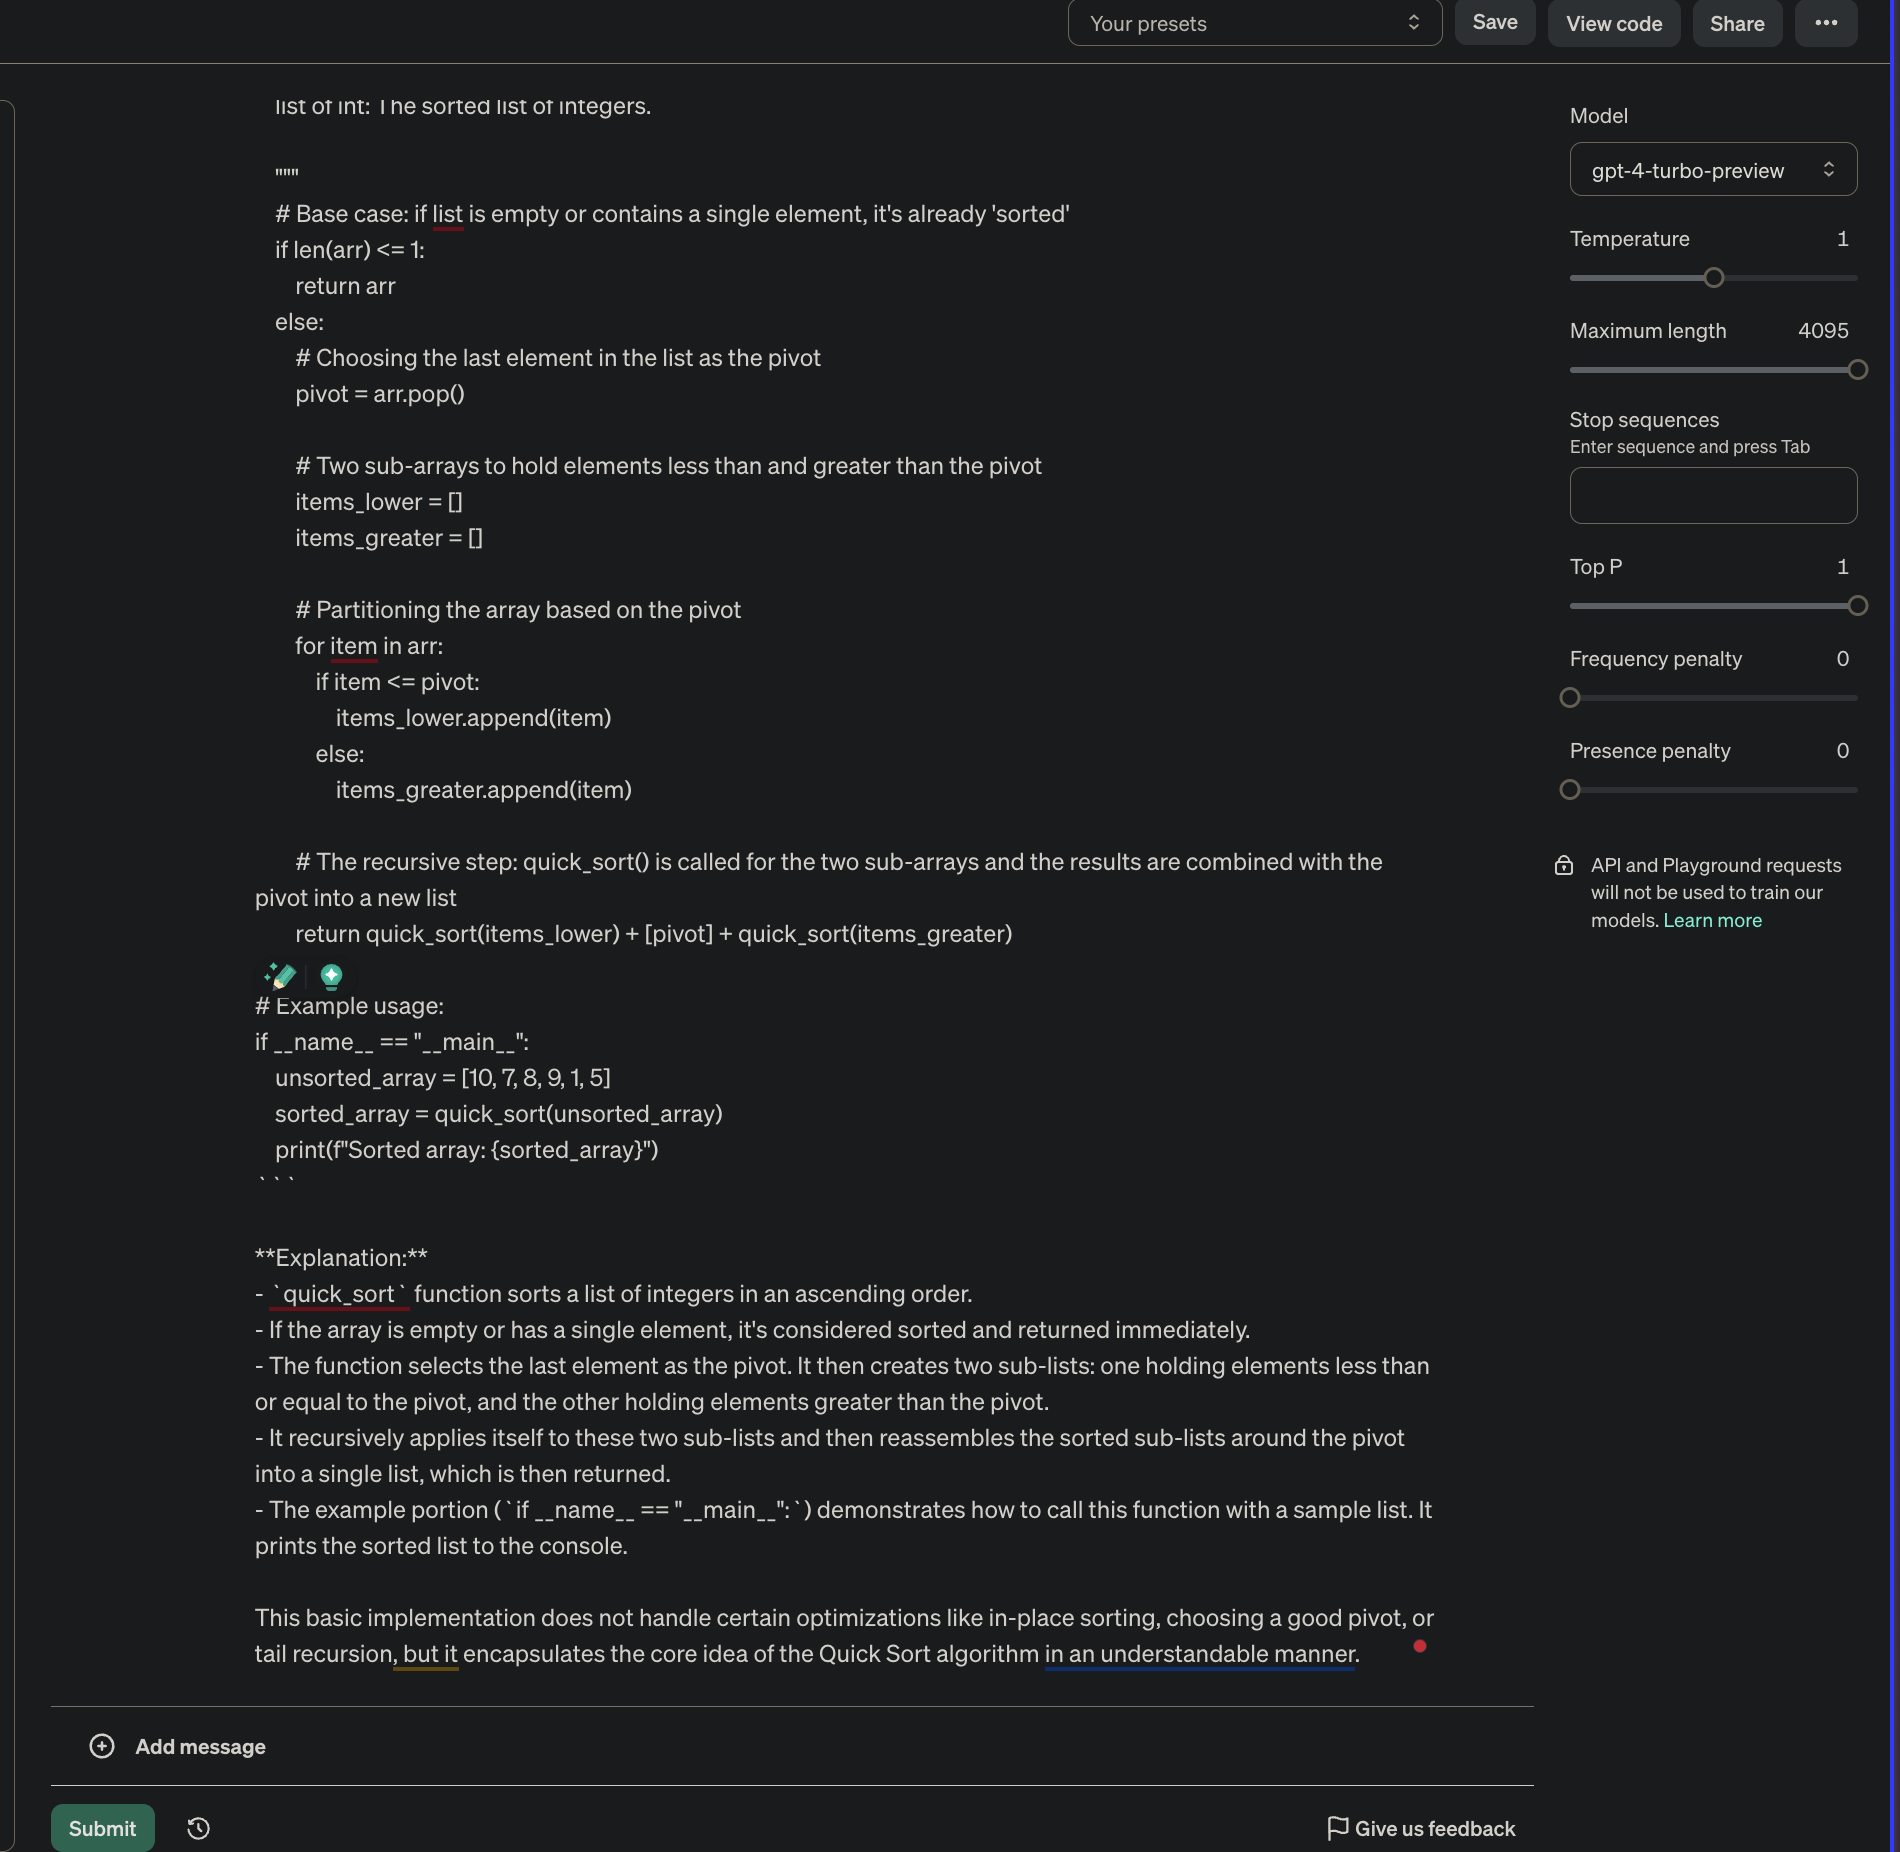 Your presets
Save
View code
Share
•••
list of int: The sorted list of integers.
"""
# Base case: if list is empty or contains a single element, it's already 'sorted'
if len(arr) <= 1:
return arr
else:
# Choosing the last element in the list as the pivot
pivot = arr.pop()
# Two sub-arrays to hold elements less than and greater than the pivot
items_lower = []
items_greater = []
# Partitioning the array based on the pivot
for item in arr:
if item <= pivot:
items_lower.append(item)
else:
items_greater.append(item)
# The recursive step: quick_sort() is called for the two sub-arrays and the results are combined with the
pivot into a new list
return quick_sort(items_lower) + [pivot] + quick_sort(items_greater)
# Example usage:
if __name__ == "__main__":
unsorted_array = [10, 7, 8, 9, 1, 5]
sorted_array = quick_sort(unsorted_array)
print(f"Sorted array: {sorted_array}")
```
**Explanation:**
- `quick_sort` function sorts a list of integers in an ascending order.
- If the array is empty or has a single element, it's considered sorted and returned immediately.
- The function selects the last element as the pivot. It then creates two sub-lists: one holding elements less than
or equal to the pivot, and the other holding elements greater than the pivot.
- It recursively applies itself to these two sub-lists and then reassembles the sorted sub-lists around the pivot
into a single list, which is then returned.
- The example portion (`if __name__ == "__main__":`) demonstrates how to call this function with a sample list. It
prints the sorted list to the console.
This basic implementation does not handle certain optimizations like in-place sorting, choosing a good pivot, or
tail recursion, but it encapsulates the core idea of the Quick Sort algorithm in an understandable manner.
Add message
Submit
Give us feedback
Model
gpt-4-turbo-preview
Temperature 1
Maximum length 4095
Stop sequences
Enter sequence and press Tab
Top P 1
Frequency penalty 0
Presence penalty 0
API and Playground requests
will not be used to train our
models. Learn more